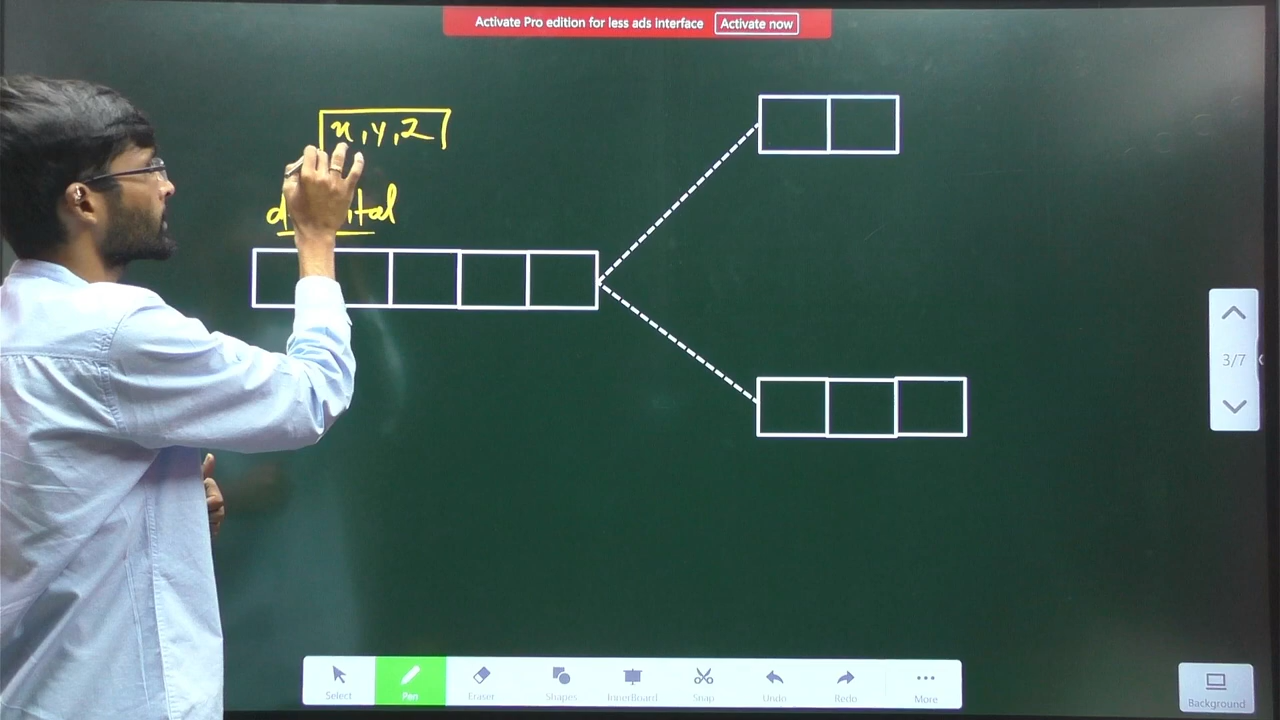 Activate Pro edition for less ads interface Activate now
x, y, z
3/7
Select Pen Eraser Shapes InnerBoard Snap Undo Redo More
Background